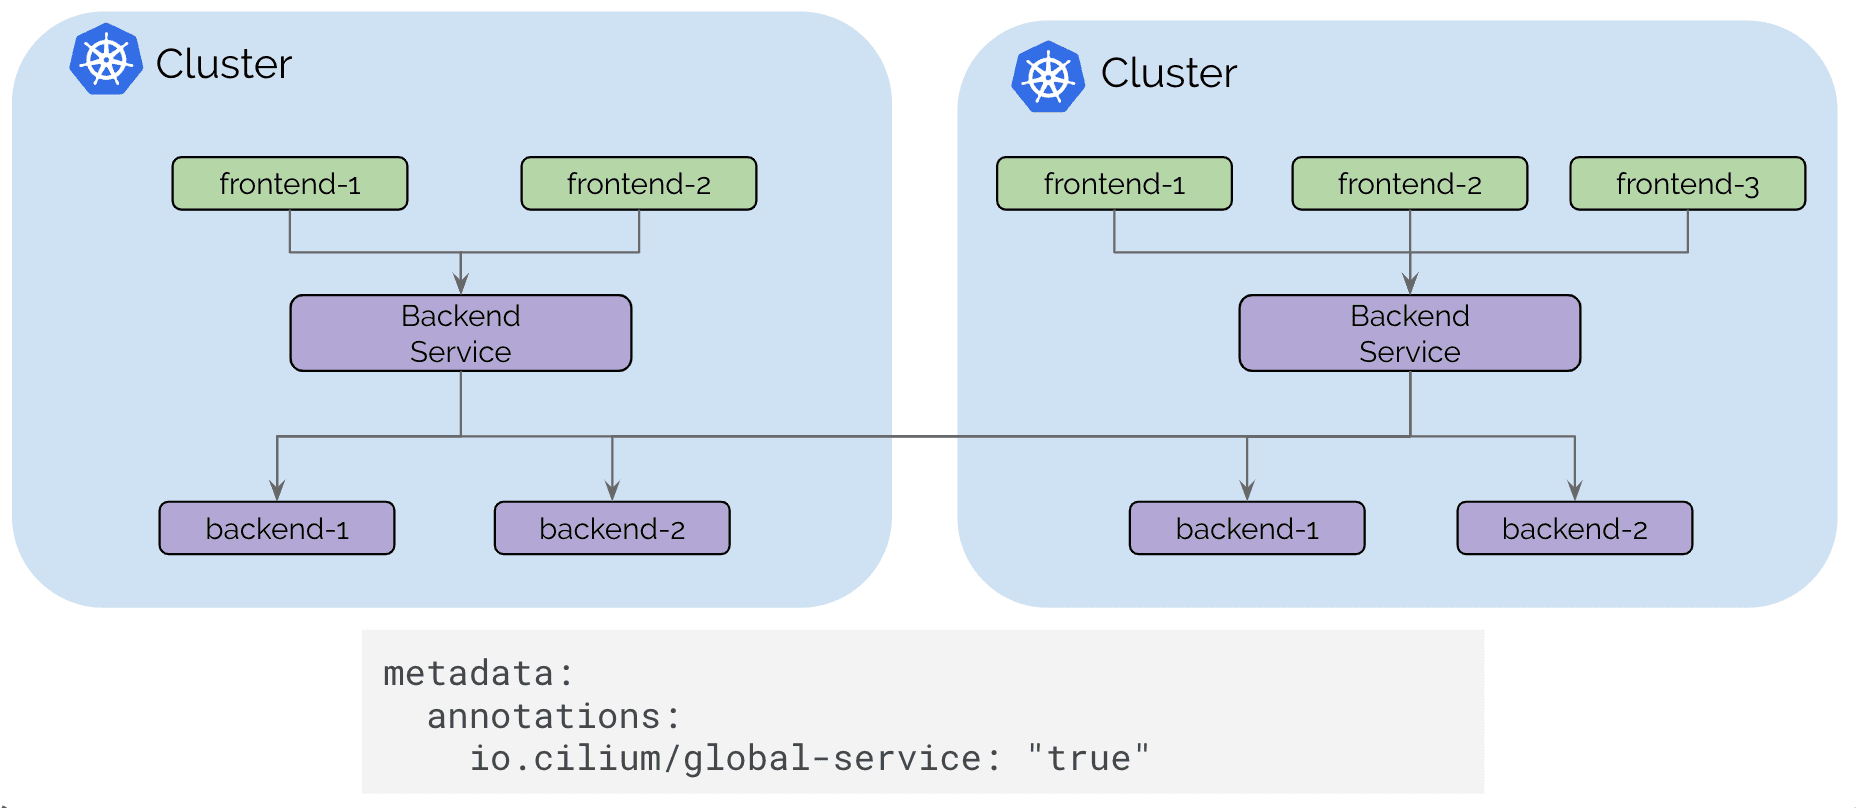 Cluster
frontend-1
frontend-2
Backend
Service
backend-1
backend-2
Cluster
frontend-1
frontend-2
frontend-3
Backend
Service
backend-1
backend-2
metadata:
  annotations:
    io.cilium/global-service: "true"